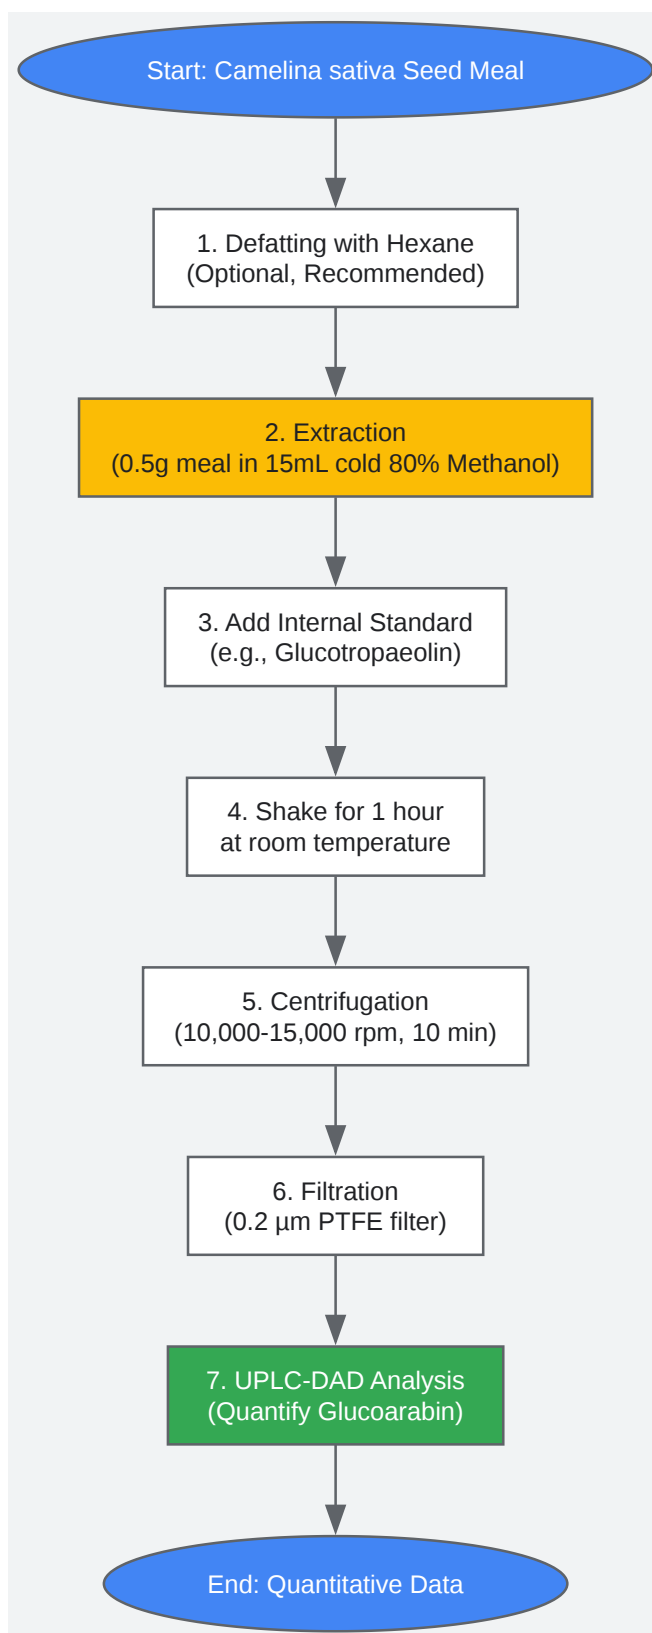 Start: Camelina sativa Seed Meal
1. Defatting with Hexane
(Optional, Recommended)
2. Extraction
(0.5g meal in 15mL cold 80% Methanol)
3. Add Internal Standard
(e.g., Glucotropaeolin)
4. Shake for 1 hour
at room temperature
5. Centrifugation
(10,000-15,000 rpm, 10 min)
6. Filtration
(0.2 µm PTFE filter)
7. UPLC-DAD Analysis
(Quantify Glucoarabin)
End: Quantitative Data